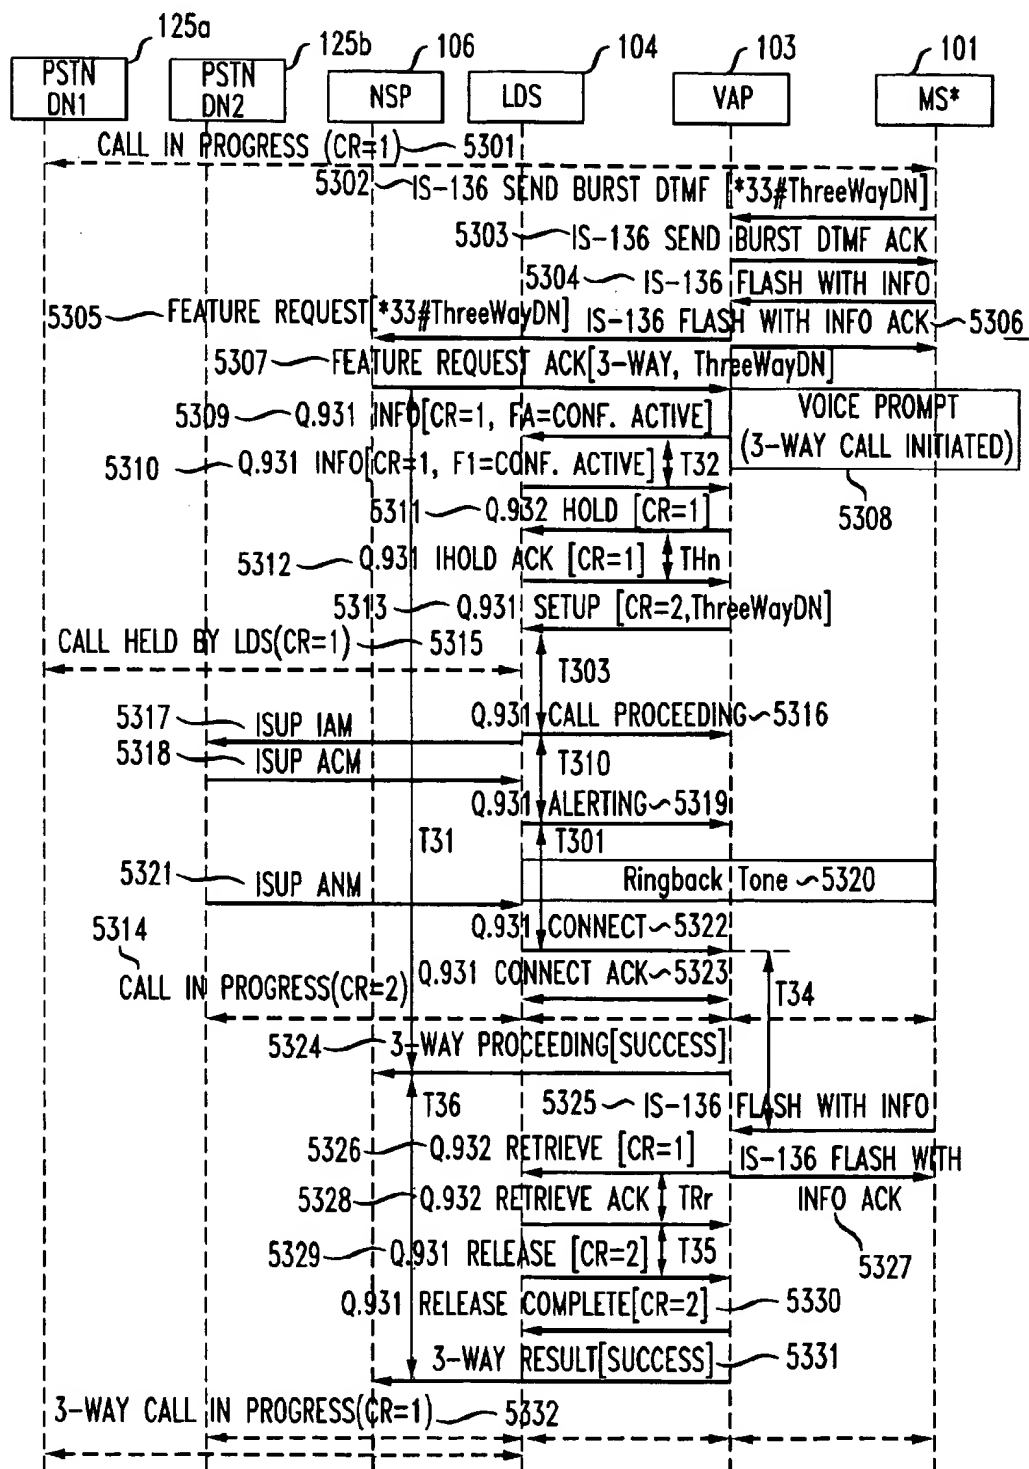 125a
125b
106
104
103
101
PSTN DN1
PSTN DN2
NSP
LDS
VAP
MS*
CALL IN PROGRESS (CR=1) 5301
5302 IS-136 SEND BURST DTMF [*33#ThreeWayDN]
5303 IS-136 SEND BURST DTMF ACK
5304 IS-136 FLASH WITH INFO
5305 FEATURE REQUEST[*33#ThreeWayDN]
IS-136 FLASH WITH INFO ACK 5306
5307 FEATURE REQUEST ACK[3-WAY, ThreeWayDN]
VOICE PROMPT
(3-WAY CALL INITIATED)
5308
5309 Q.931 INFO[CR=1, FA=CONF. ACTIVE]
5310 Q.931 INFO[CR=1, F1=CONF. ACTIVE] T32
5311 Q.932 HOLD [CR=1]
5312 Q.931 IHOLD ACK [CR=1] THn
5313 Q.931 SETUP [CR=2,ThreeWayDN]
CALL HELD BY LDS(CR=1) 5315
T303
5317 ISUP IAM
Q.931 CALL PROCEEDING 5316
5318 ISUP ACM
T310
Q.931 ALERTING 5319
T31
T301
5321 ISUP ANM
Ringback Tone 5320
Q.931 CONNECT 5322
5314
CALL IN PROGRESS(CR=2)
Q.931 CONNECT ACK 5323
T34
5324 3-WAY PROCEEDING[SUCCESS]
T36
5325 IS-136 FLASH WITH INFO
5326 Q.932 RETRIEVE [CR=1]
IS-136 FLASH WITH
INFO ACK
5327
5328 Q.932 RETRIEVE ACK TRr
5329 Q.931 RELEASE [CR=2] T35
Q.931 RELEASE COMPLETE[CR=2] 5330
3-WAY RESULT[SUCCESS] 5331
3-WAY CALL IN PROGRESS(CR=1) 5332